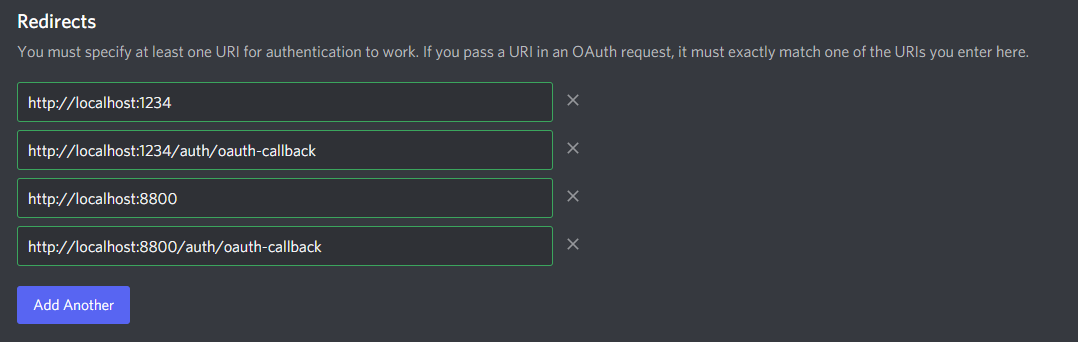 Redirects
You must specify at least one URI for authentication to work. If you pass a URI in an OAuth request, it must exactly match one of the URIs you enter here.
http://localhost:1234
http://localhost:1234/auth/oauth-callback
http://localhost:8800
http://localhost:8800/auth/oauth-callback
Add Another